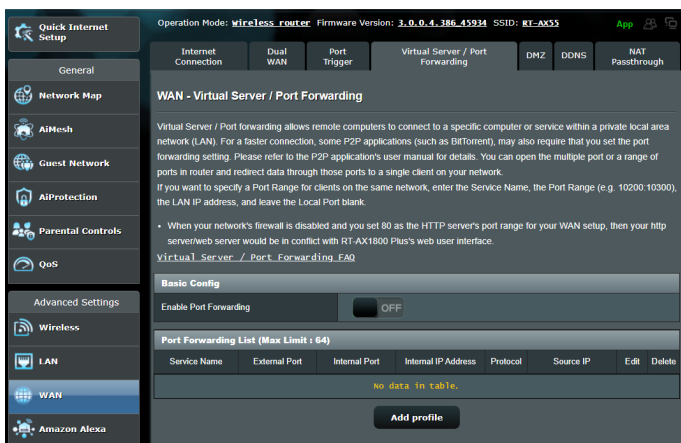 Quick Internet
Setup
Operation Mode: wireless router Firmware Version: 3.0.0.4.386_45934 SSID: RT-AX55
App
General
Network Map
AiMesh
Guest Network
AiProtection
Parental Controls
QoS
Advanced Settings
Wireless
LAN
WAN
Amazon Alexa
Internet
Connection
Dual
WAN
Port
Trigger
Virtual Server / Port
Forwarding
DMZ
DDNS
NAT
Passthrough
WAN - Virtual Server / Port Forwarding
Virtual Server / Port forwarding allows remote computers to connect to a specific computer or service within a private local area
network (LAN). For a faster connection, some P2P applications (such as BitTorrent), may also require that you set the port
forwarding setting. Please refer to the P2P application's user manual for details. You can open the multiple port or a range of
ports in router and redirect data through those ports to a single client on your network.
If you want to specify a Port Range for clients on the same network, enter the Service Name, the Port Range (e.g. 10200:10300),
the LAN IP address, and leave the Local Port blank.
• When your network's firewall is disabled and you set 80 as the HTTP server's port range for your WAN setup, then your http
server/web server would be in conflict with RT-AX1800 Plus's web user interface.
Virtual Server / Port Forwarding FAQ
Basic Config
Enable Port Forwarding
OFF
Port Forwarding List (Max Limit : 64)
Service Name External Port Internal Port Internal IP Address Protocol Source IP Edit Delete
No data in table.
Add profile